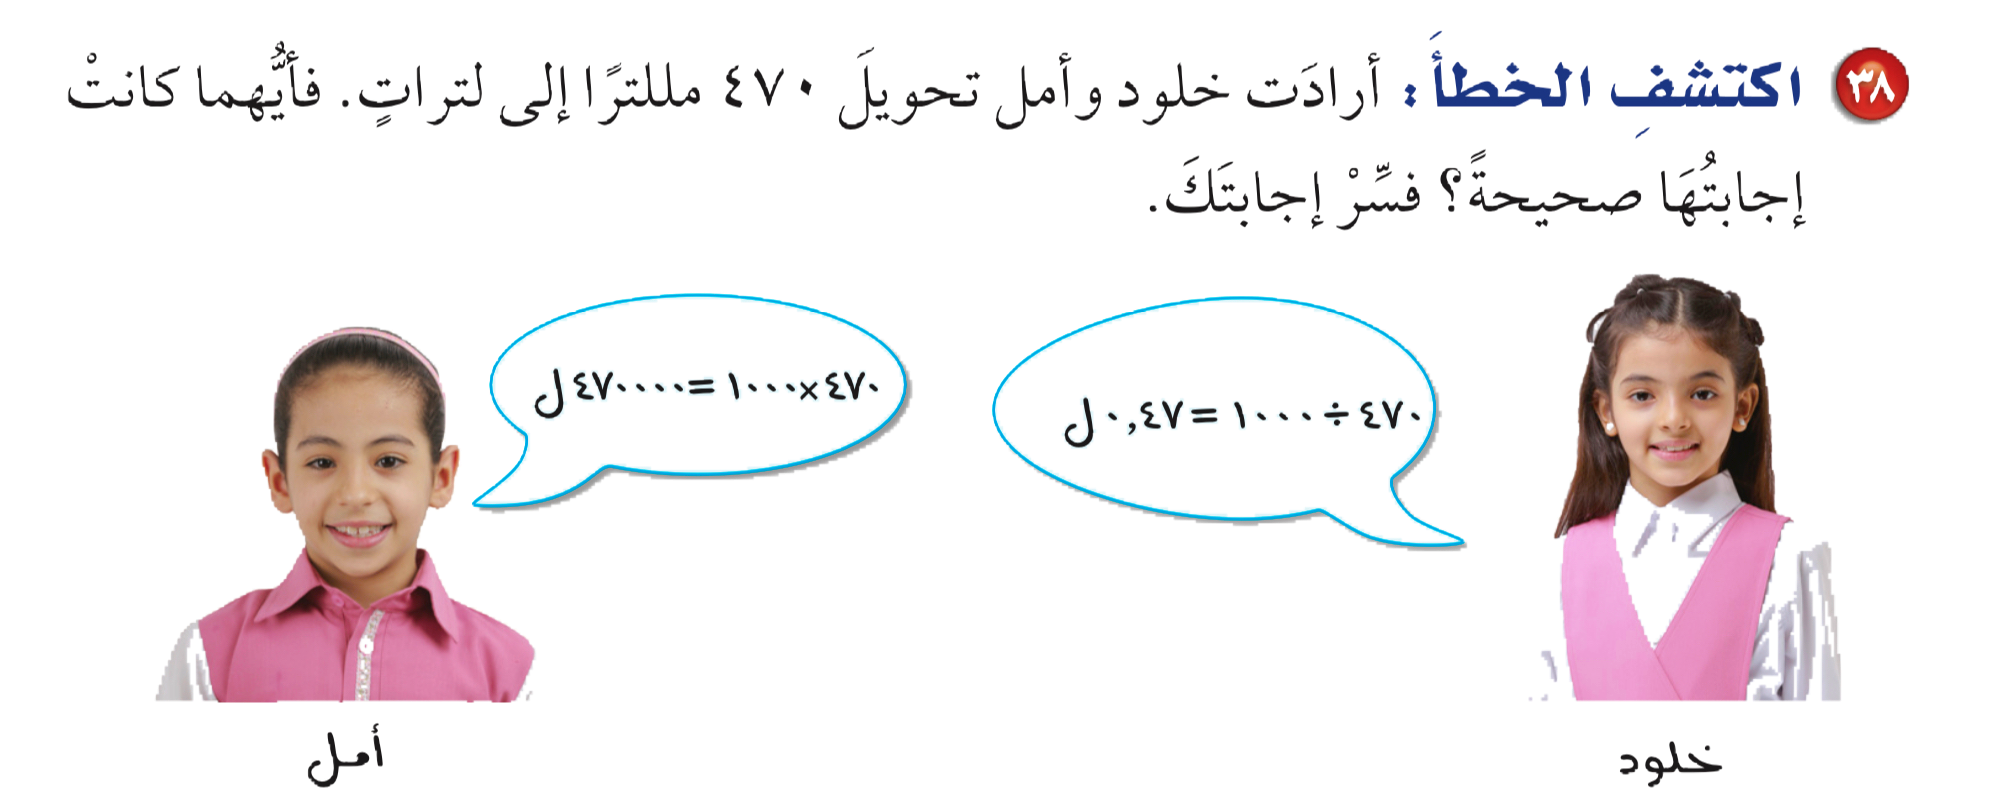 ٣٨ اكتشفِ الخطأَ: أرادَت خلود وأمل تحويلَ ٤٧٠ مللترًا إلى لتراتٍ. فأيُّهما كانتْ
إجابتُهَا صحيحةً؟ فسِّرْ إجابتَكَ.
٤٧٠ ÷ ١٠٠٠ = ٠,٤٧ ل
٤٧٠ × ١٠٠٠ = ٤٧٠٠٠٠ ل
خلود
أمل